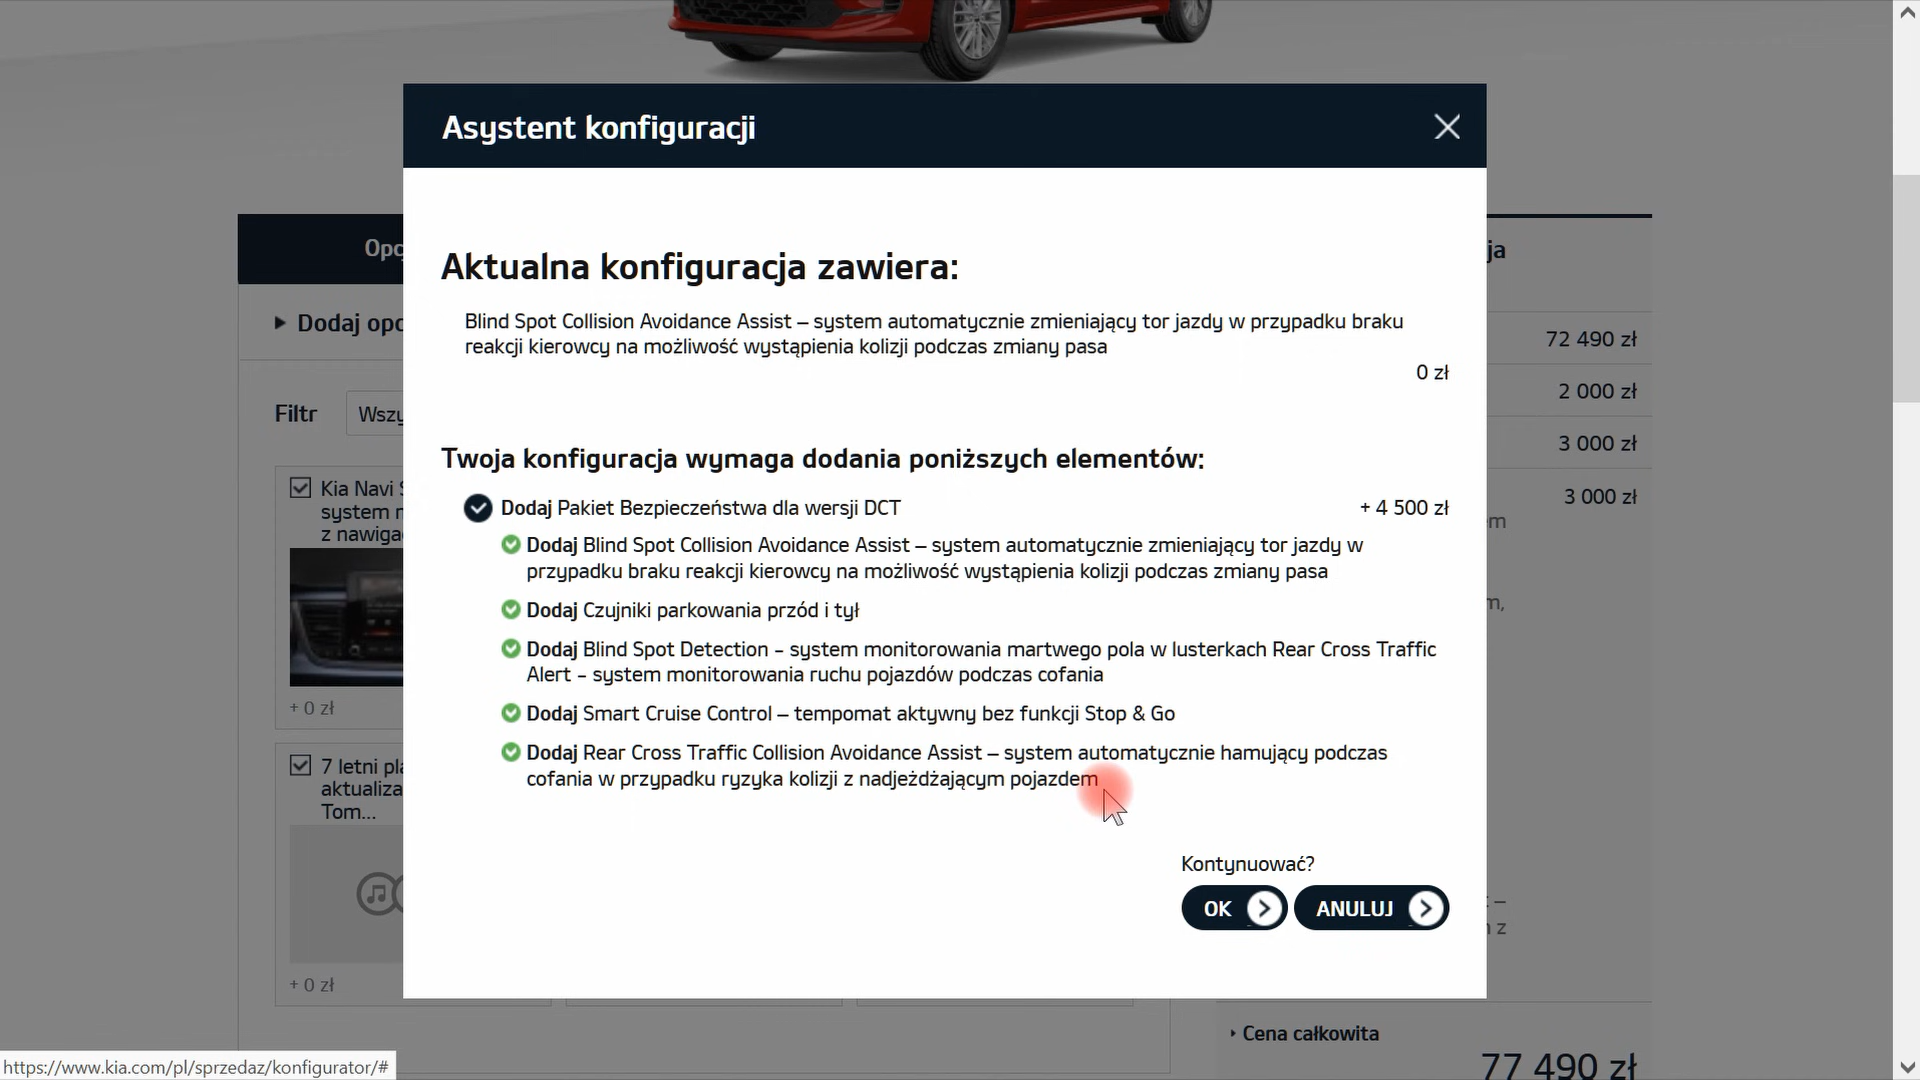 Asystent konfiguracji
Aktualna konfiguracja zawiera:
Blind Spot Collision Avoidance Assist – system automatycznie zmieniający tor jazdy w przypadku braku
reakcji kierowcy na możliwość wystąpienia kolizji podczas zmiany pasa
0 zł
Twoja konfiguracja wymaga dodania poniższych elementów:
Dodaj Pakiet Bezpieczeństwa dla wersji DCT + 4 500 zł
Dodaj Blind Spot Collision Avoidance Assist – system automatycznie zmieniający tor jazdy w
przypadku braku reakcji kierowcy na możliwość wystąpienia kolizji podczas zmiany pasa
Dodaj Czujniki parkowania przód i tył
Dodaj Blind Spot Detection - system monitorowania martwego pola w lusterkach Rear Cross Traffic
Alert - system monitorowania ruchu pojazdów podczas cofania
Dodaj Smart Cruise Control – tempomat aktywny bez funkcji Stop & Go
Dodaj Rear Cross Traffic Collision Avoidance Assist – system automatycznie hamujący podczas
cofania w przypadku ryzyka kolizji z nadjeżdżającym pojazdem
Kontynuować?
OK
ANULUJ
Opc
Dodaj opc
Filtr
Wszy
Kia Navi S
system n
z nawiga
+ 0 zł
7 letni pla
aktualiza
Tom...
+ 0 zł
ja
72 490 zł
2 000 zł
3 000 zł
3 000 zł
em
m,
–
z
Cena całkowita
77 490 zł
https://www.kia.com/pl/sprzedaz/konfigurator/#